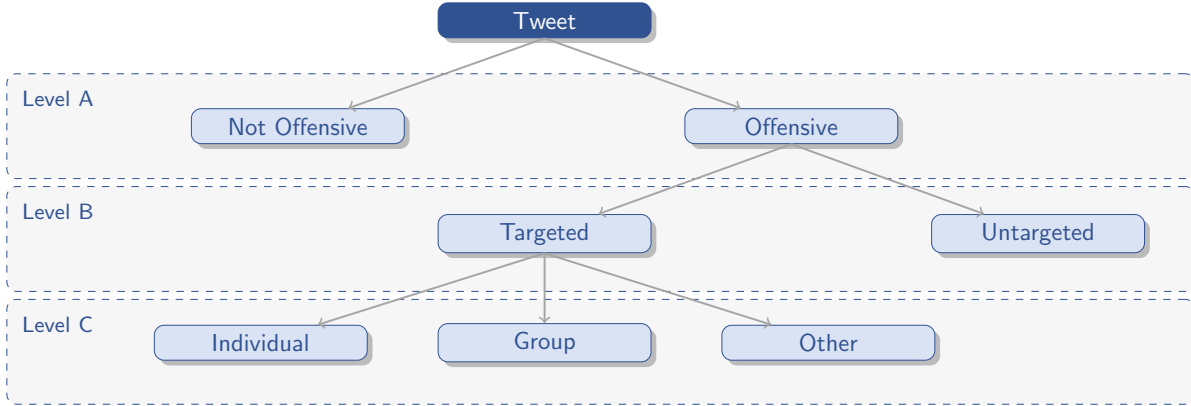 Tweet
Level A
Not Offensive
Offensive
Level B
Targeted
Untargeted
Level C
Individual
Group
Other